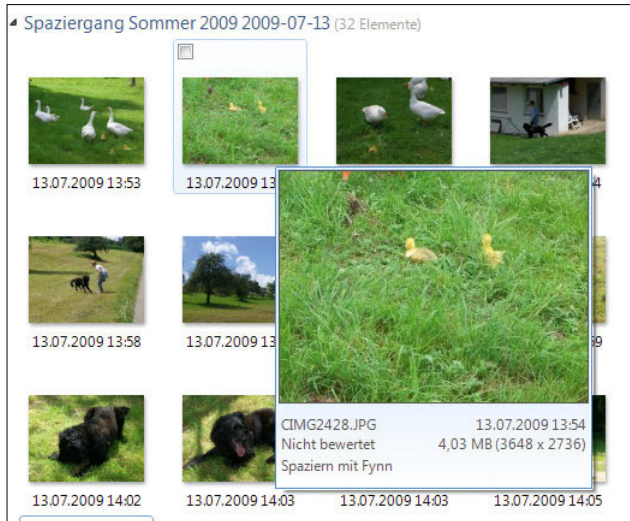 Spaziergang Sommer 2009 2009-07-13 (32 Elemente)
13.07.2009 13:53
13.07.2009 13
4
13.07.2009 13:58
13.07.2009 13
59
CIMG2428.JPG 13.07.2009 13:54
Nicht bewertet 4,03 MB (3648 x 2736)
Spaziern mit Fynn
13.07.2009 14:02
13.07.2009 14:03
13.07.2009 14:03
13.07.2009 14:05